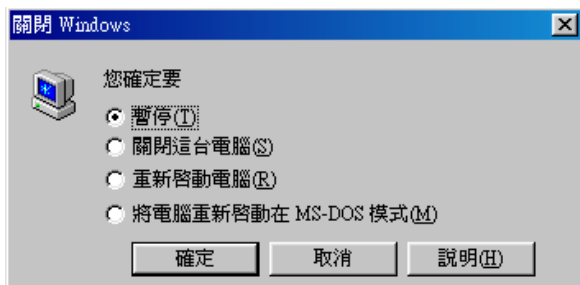 關閉 Windows
您確定要
暫停(T)
關閉這台電腦(S)
重新啓動電腦(R)
將電腦重新啓動在 MS-DOS 模式(M)
確定 取消 說明(H)